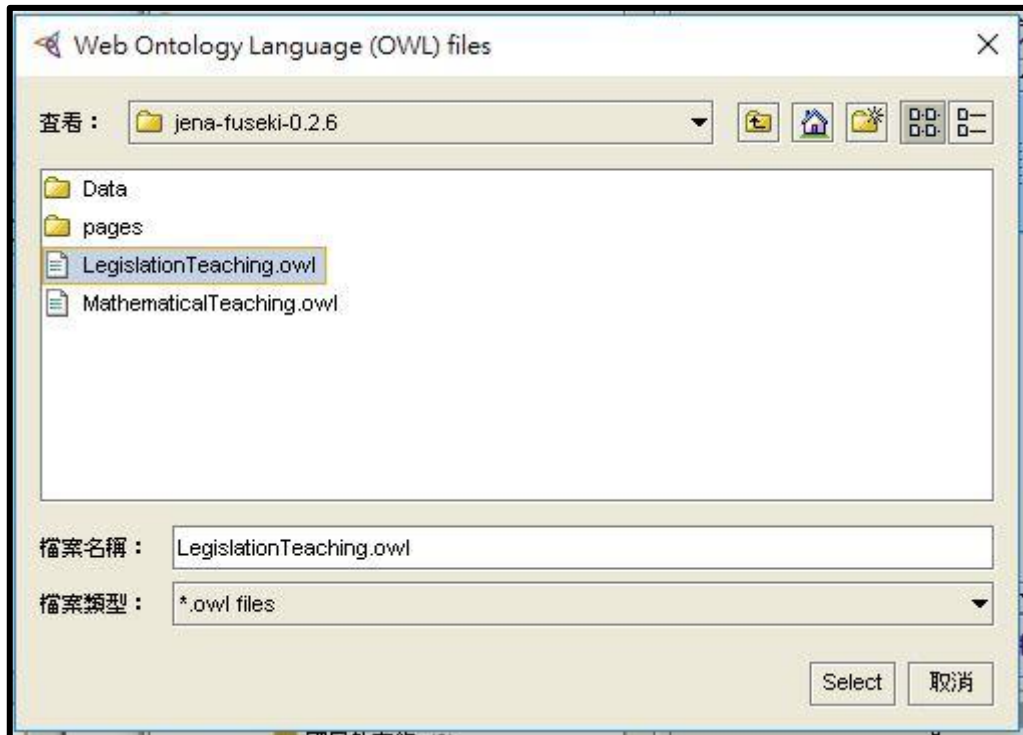 Web Ontology Language (OWL) files
查看：
jena-fuseki-0.2.6
Data
pages
LegislationTeaching.owl
MathematicalTeaching.owl
檔案名稱：
LegislationTeaching.owl
檔案類型：
*.owl files
Select
取消